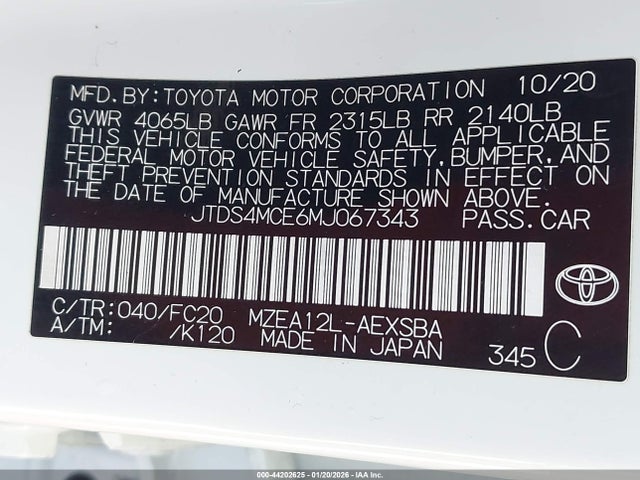 MFD.BY:TOYOTA MOTOR CORPORATION 10/20
GVWR 4065LB GAWR FR 2315LB RR 2140LB
THIS VEHICLE CONFORMS TO ALL APPLICABLE
FEDERAL MOTOR VEHICLE SAFETY,BUMPER,AND
THEFT PREVENTION STANDARDS IN EFFECT ON
THE DATE OF MANUFACTURE SHOWN ABOVE.
JTDS4MCE6MJ067343 PASS.CAR
C/TR:040/FC20 MZEA12L-AEXSBA
A/TM: /K120 MADE IN JAPAN 345 C
000-44202625 | 01/20/2026 | IAA Inc.